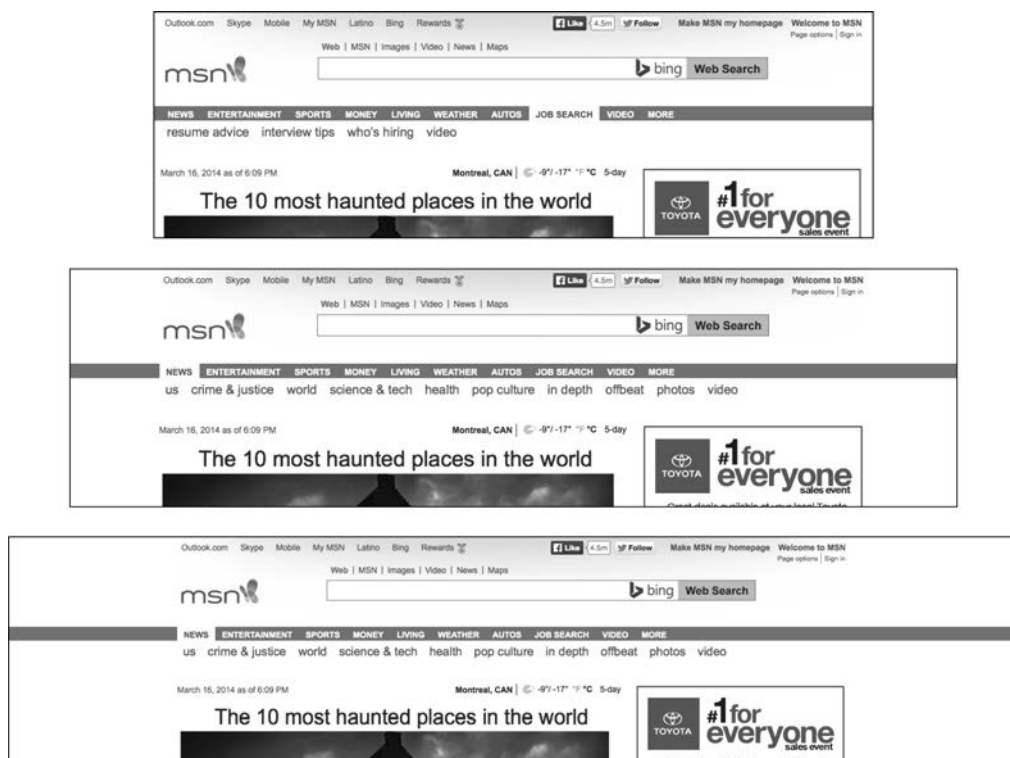 Outlook.com Skype Mobile My MSN Latino Bing Rewards Like 4.5m Follow Make MSN my homepage Welcome to MSN
Page options | Sign in
Web | MSN | Images | Video | News | Maps
msn bing Web Search
NEWS ENTERTAINMENT SPORTS MONEY LIVING WEATHER AUTOS JOB SEARCH VIDEO MORE
resume advice interview tips who's hiring video
March 16, 2014 as of 6:09 PM Montreal, CAN | -9°/ -17° °F °C 5-day
The 10 most haunted places in the world
TOYOTA #1 for everyone
sales event
Outlook.com Skype Mobile My MSN Latino Bing Rewards Like 4.5m Follow Make MSN my homepage Welcome to MSN
Page options | Sign in
Web | MSN | Images | Video | News | Maps
msn bing Web Search
NEWS ENTERTAINMENT SPORTS MONEY LIVING WEATHER AUTOS JOB SEARCH VIDEO MORE
us crime & justice world science & tech health pop culture in depth offbeat photos video
March 16, 2014 as of 6:09 PM Montreal, CAN | -9°/ -17° °F °C 5-day
The 10 most haunted places in the world
TOYOTA #1 for everyone
sales event
Great deals available at your local Toyota
Outlook.com Skype Mobile My MSN Latino Bing Rewards Like 4.5m Follow Make MSN my homepage Welcome to MSN
Page options | Sign in
Web | MSN | Images | Video | News | Maps
msn bing Web Search
NEWS ENTERTAINMENT SPORTS MONEY LIVING WEATHER AUTOS JOB SEARCH VIDEO MORE
us crime & justice world science & tech health pop culture in depth offbeat photos video
March 16, 2014 as of 6:09 PM Montreal, CAN | -9°/ -17° °F °C 5-day
The 10 most haunted places in the world
TOYOTA #1 for everyone
sales event